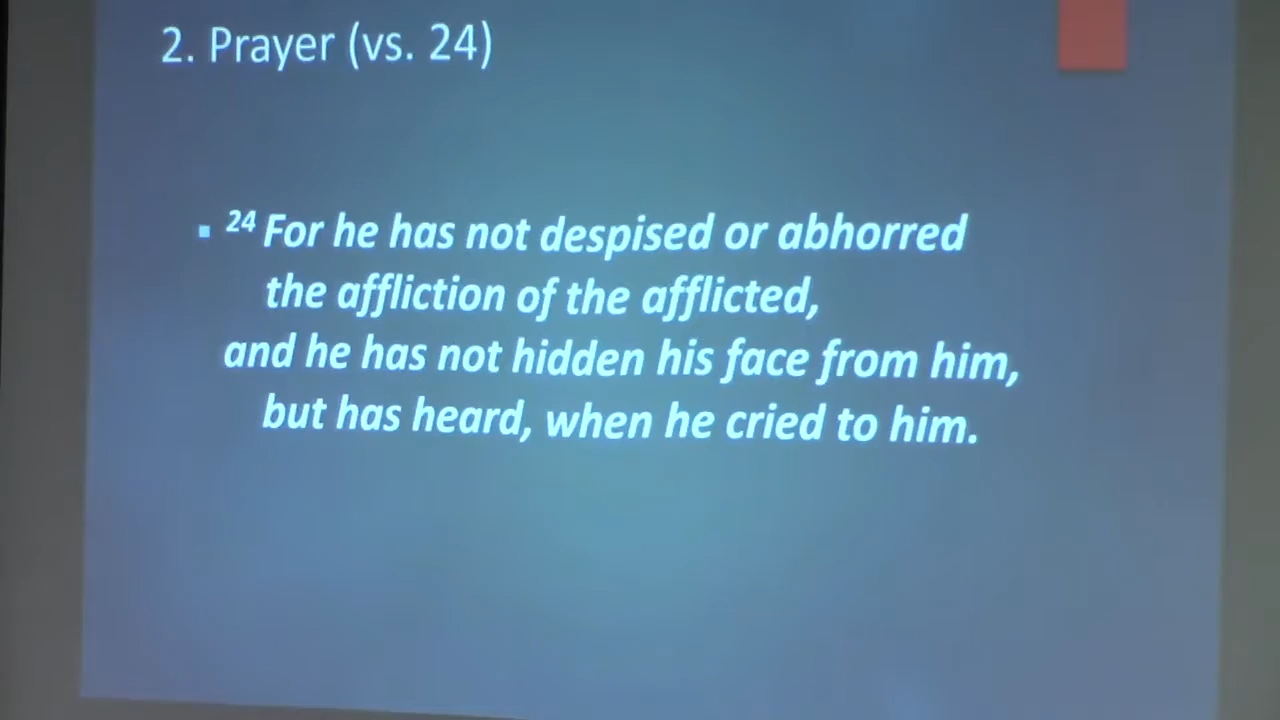 2. Prayer (vs. 24)
▪ 24 For he has not despised or abhorred
the affliction of the afflicted,
and he has not hidden his face from him,
but has heard, when he cried to him.